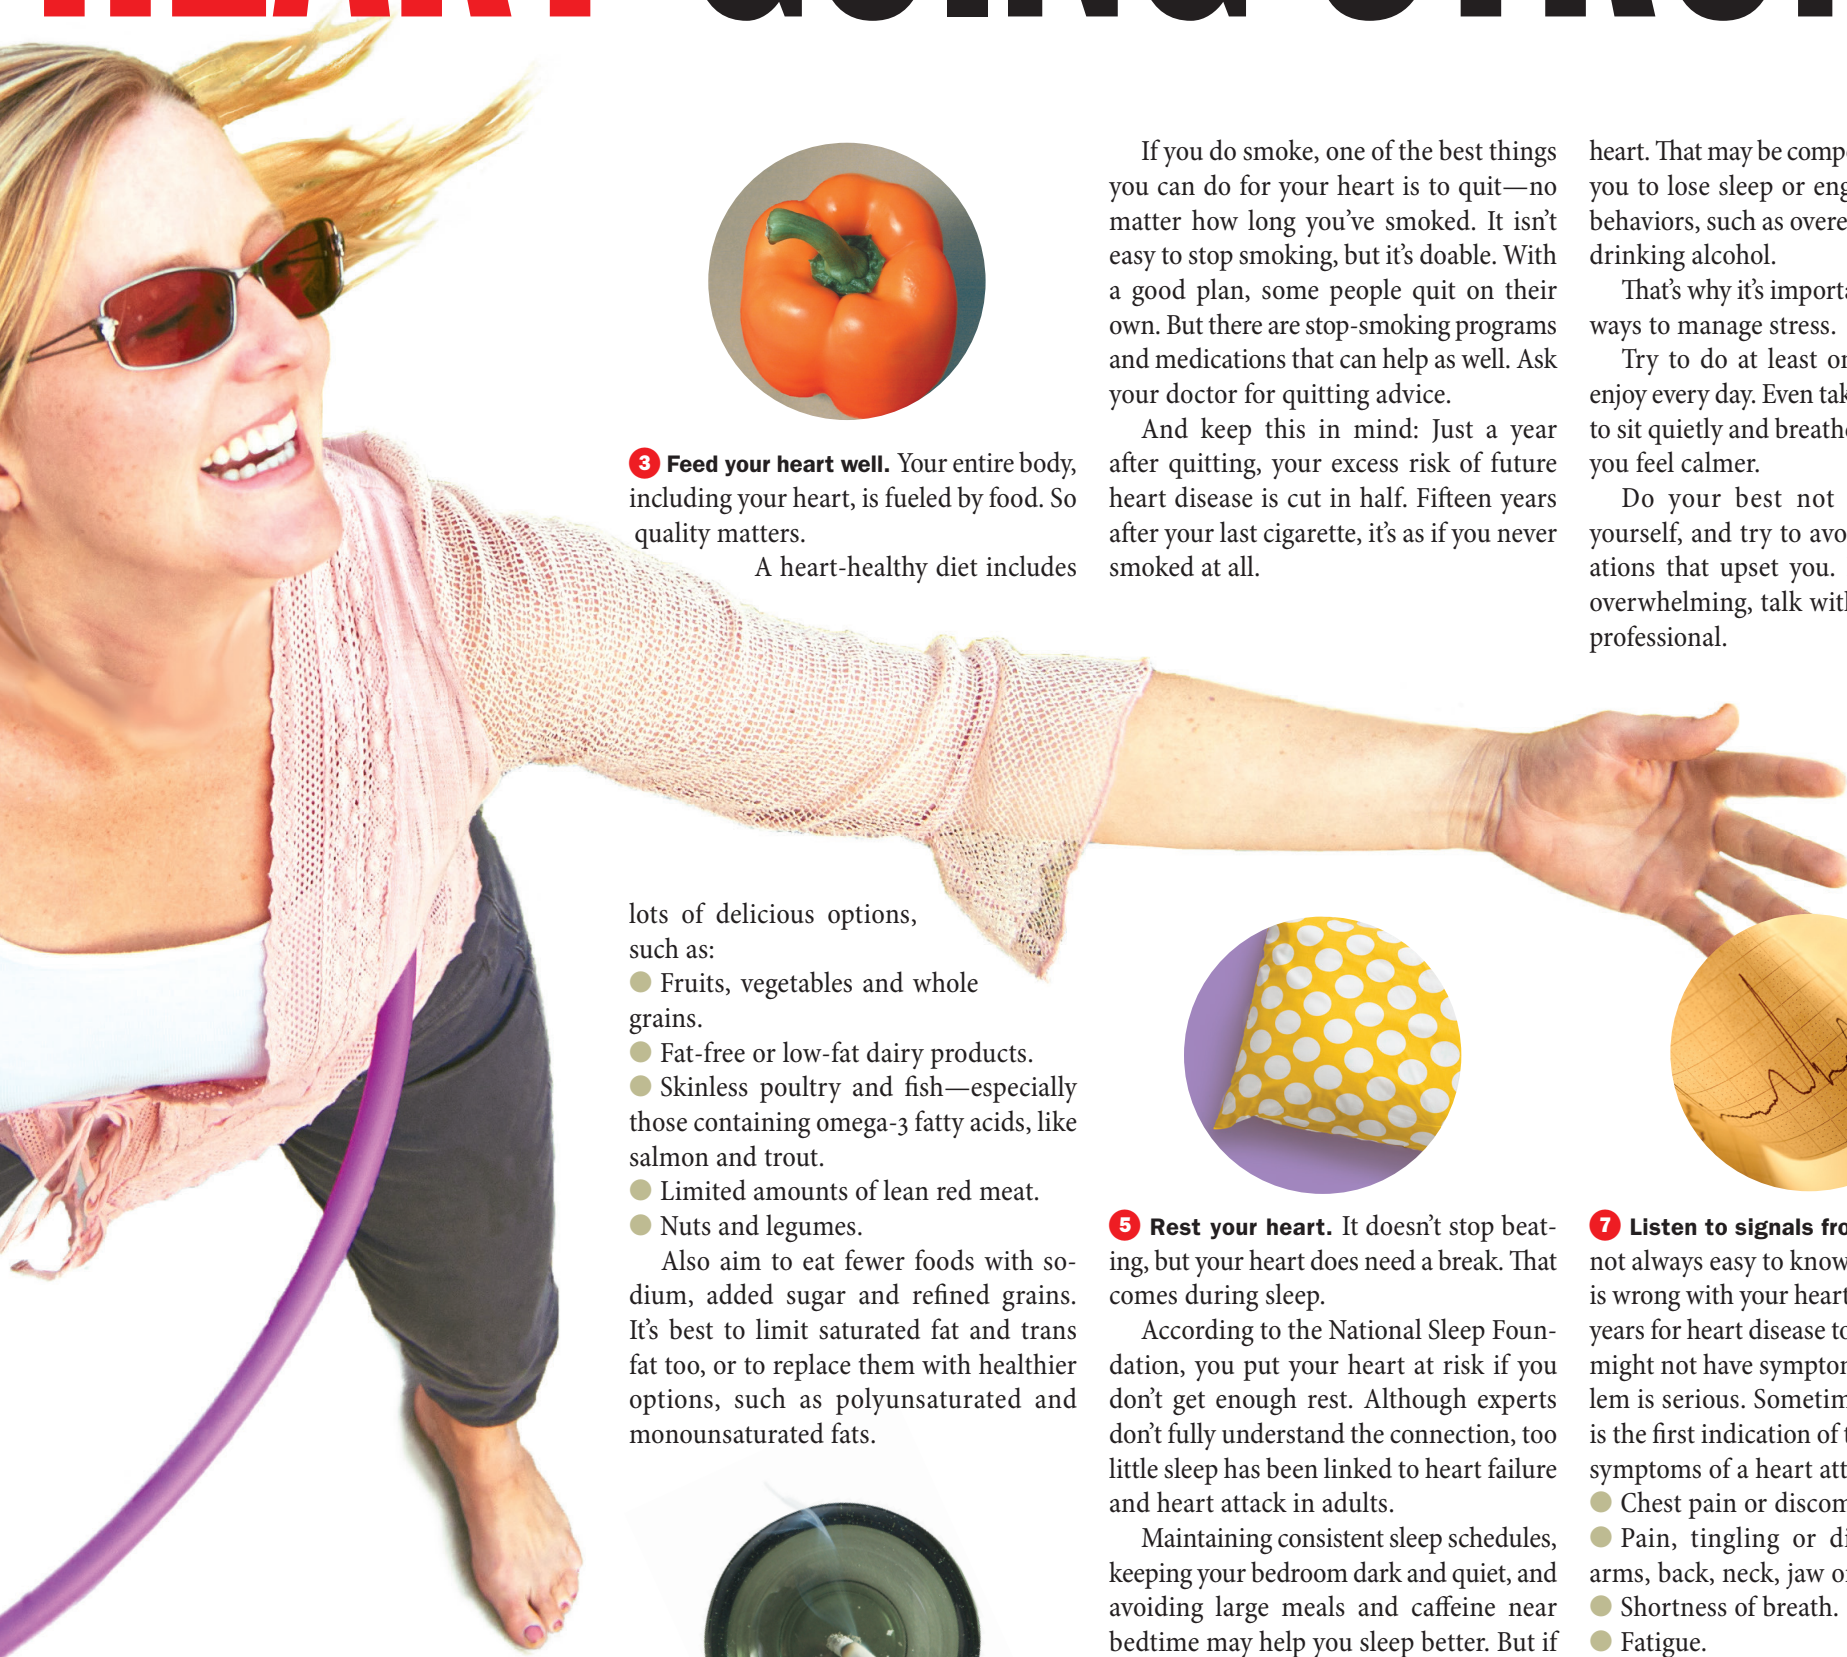 HEART GOING
3 Feed your heart well. Your entire body,
including your heart, is fueled by food. So
quality matters.
A heart-healthy diet includes
lots of delicious options,
such as:
● Fruits, vegetables and whole
grains.
● Fat-free or low-fat dairy products.
● Skinless poultry and fish—especially
those containing omega-3 fatty acids, like
salmon and trout.
● Limited amounts of lean red meat.
● Nuts and legumes.
Also aim to eat fewer foods with so-
dium, added sugar and refined grains.
It's best to limit saturated fat and trans
fat too, or to replace them with healthier
options, such as polyunsaturated and
monounsaturated fats.
If you do smoke, one of the best things
you can do for your heart is to quit—no
matter how long you've smoked. It isn't
easy to stop smoking, but it's doable. With
a good plan, some people quit on their
own. But there are stop-smoking programs
and medications that can help as well. Ask
your doctor for quitting advice.
And keep this in mind: Just a year
after quitting, your excess risk of future
heart disease is cut in half. Fifteen years
after your last cigarette, it's as if you never
smoked at all.
5 Rest your heart. It doesn't stop beat-
ing, but your heart does need a break. That
comes during sleep.
According to the National Sleep Foun-
dation, you put your heart at risk if you
don't get enough rest. Although experts
don't fully understand the connection, too
little sleep has been linked to heart failure
and heart attack in adults.
Maintaining consistent sleep schedules,
keeping your bedroom dark and quiet, and
avoiding large meals and caffeine near
bedtime may help you sleep better. But if
heart. That may be
you to lose sleep or
behaviors, such as
drinking alcohol.
That's why it's
ways to manage stress.
Try to do at least
enjoy every day. Even
to sit quietly and
you feel calmer.
Do your best not
yourself, and try to
ations that upset you.
overwhelming, talk
professional.
7 Listen to signals
not always easy to know
is wrong with your heart
years for heart disease
might not have
lem is serious.
is the first indication of
symptoms of a heart
● Chest pain or
● Pain, tingling or
arms, back, neck, jaw
● Shortness of breath.
● Fatigue.